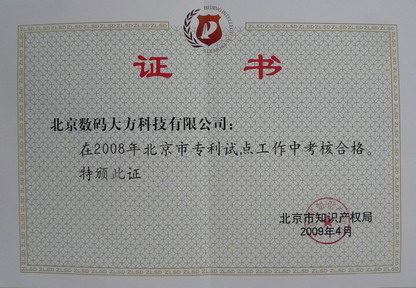 证书
北京数码大方科技有限公司：
在2008年北京市专利试点工作中考核合格。
特颁此证
北京市知识产权局
2009年4月